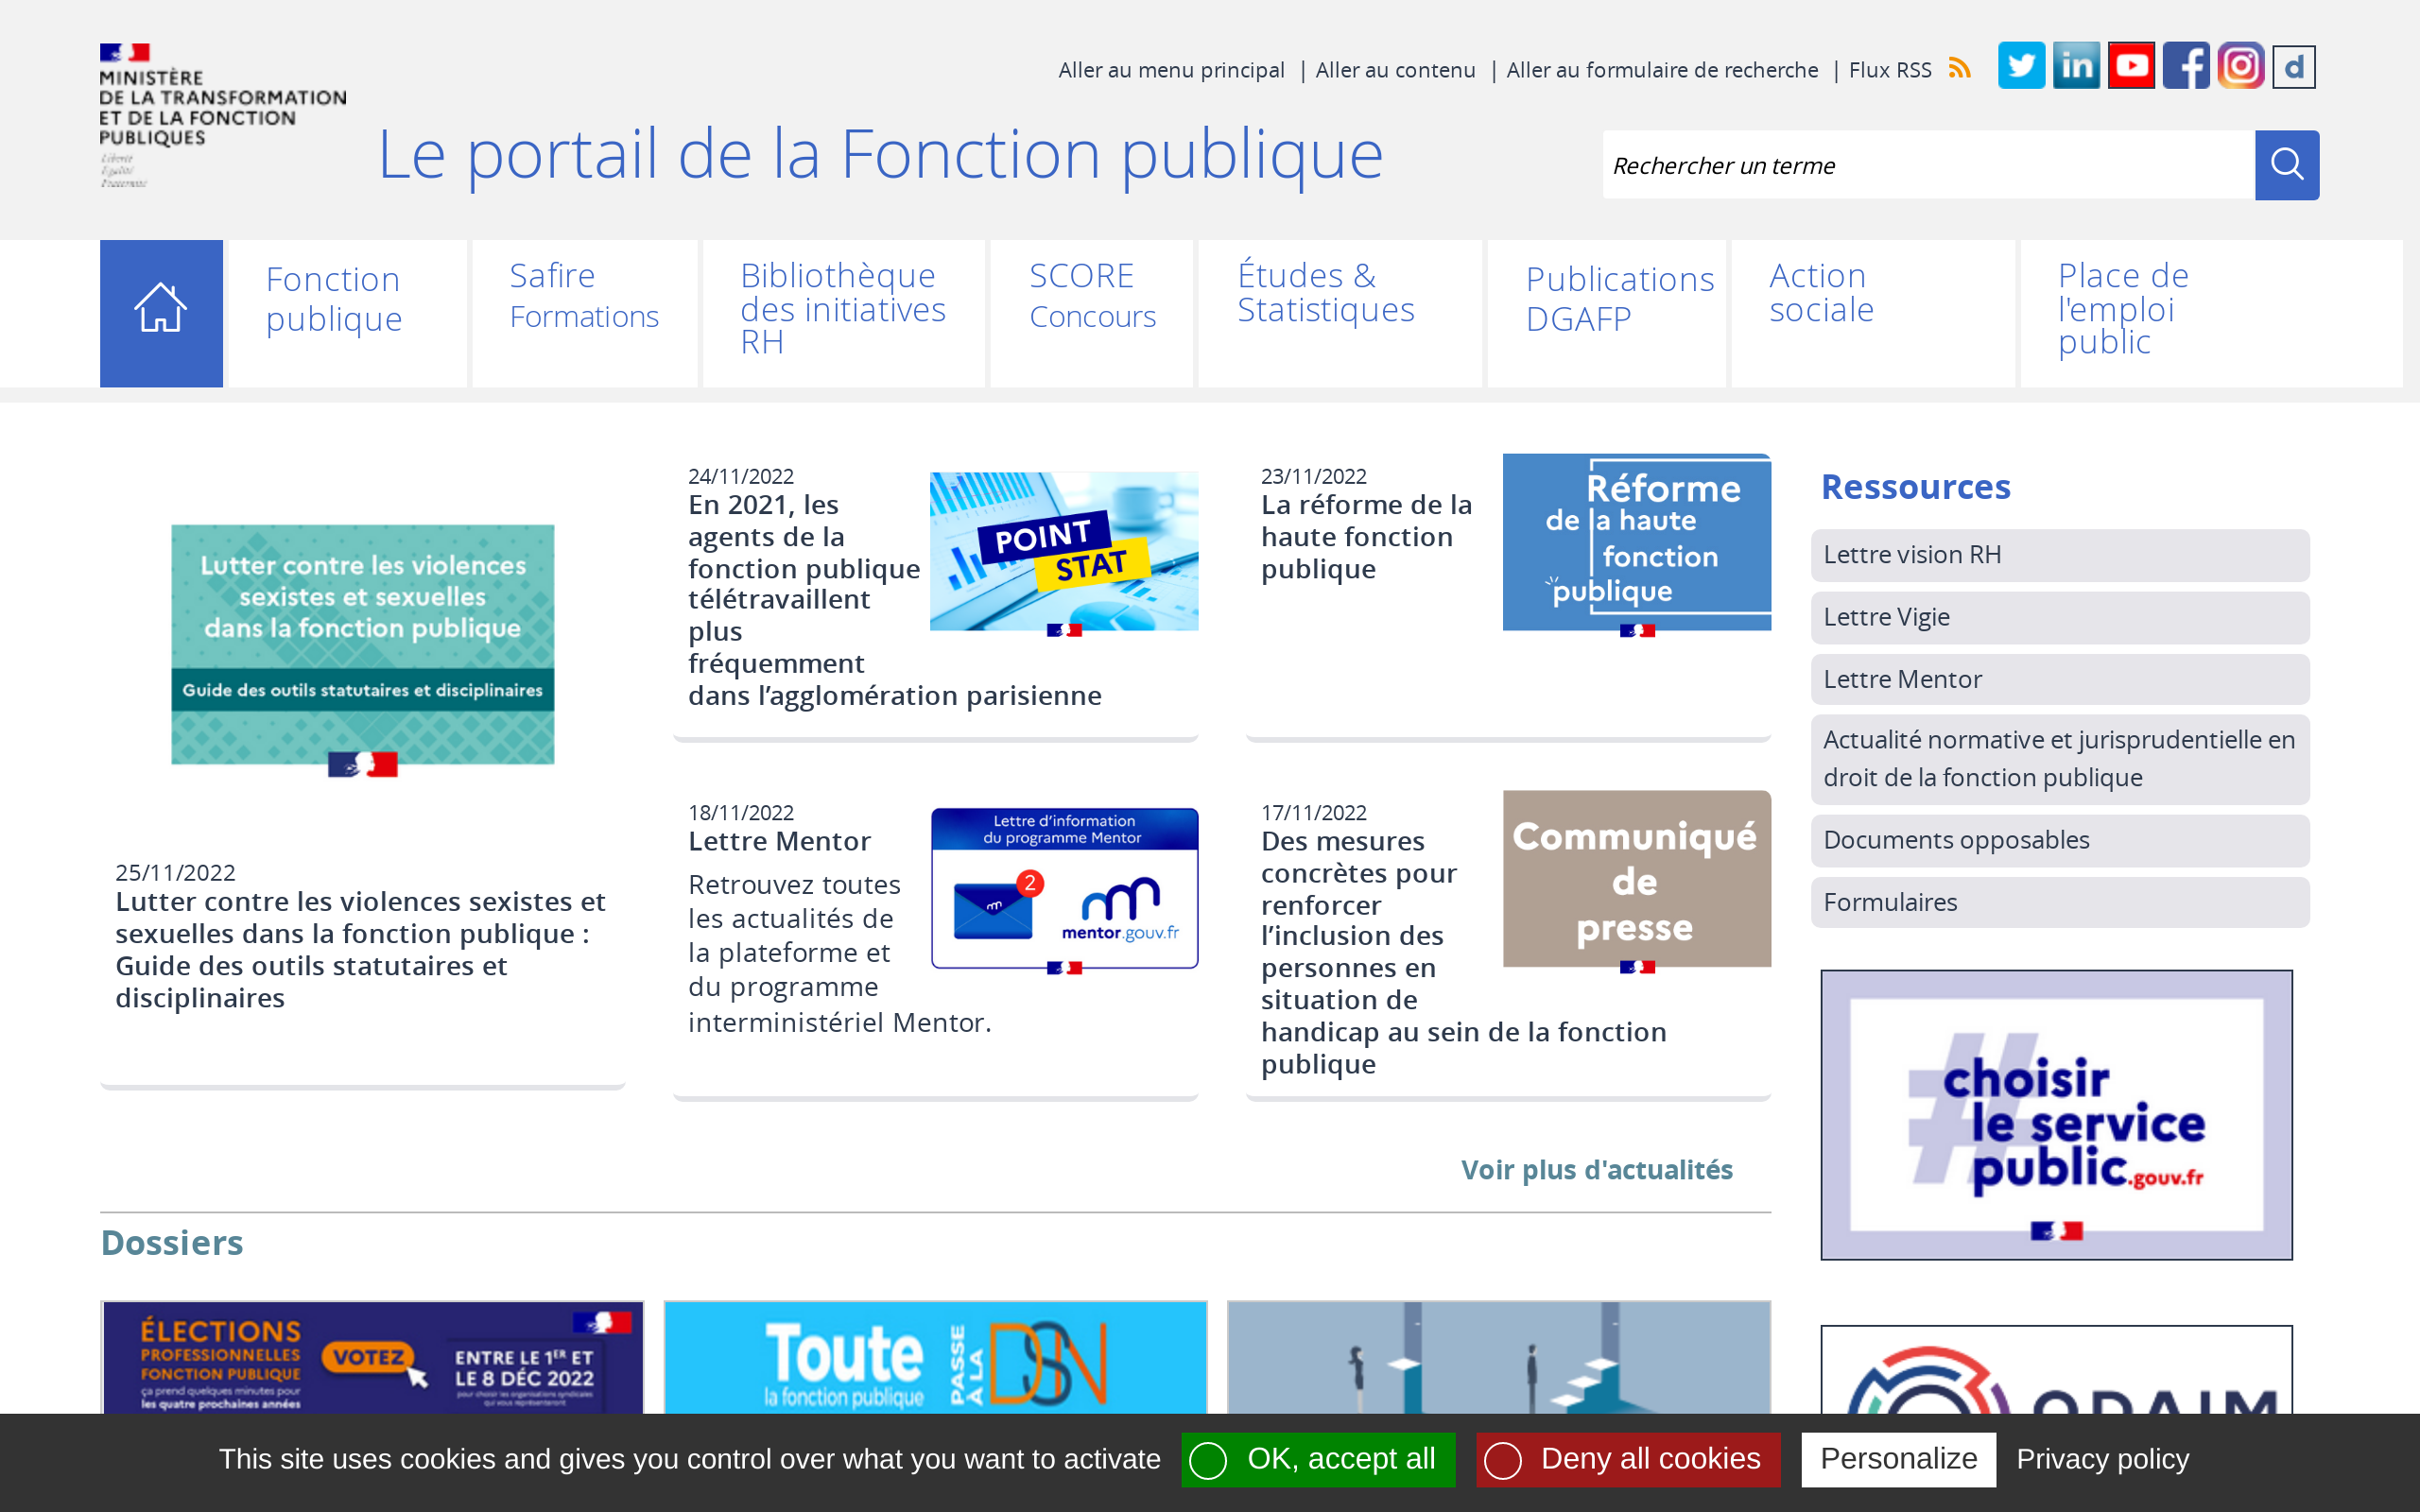 MINISTÈRE
DE LA TRANSFORMATION
ET DE LA FONCTION
PUBLIQUES
Liberté
Égalité
Fraternité
Aller au menu principal | Aller au contenu | Aller au formulaire de recherche | Flux RSS
Le portail de la Fonction publique
Rechercher un terme
Fonction
publique
Safire
Formations
Bibliothèque
des initiatives
RH
SCORE
Concours
Études &
Statistiques
Publications
DGAFP
Action
sociale
Place de
l'emploi
public
Lutter contre les violences
sexistes et sexuelles
dans la fonction publique
Guide des outils statutaires et disciplinaires
25/11/2022
Lutter contre les violences sexistes et
sexuelles dans la fonction publique :
Guide des outils statutaires et
disciplinaires
24/11/2022
En 2021, les
agents de la
fonction publique
télétravaillent
plus
fréquemment
dans l’agglomération parisienne
POINT
STAT
23/11/2022
La réforme de la
haute fonction
publique
Réforme
de la haute
fonction
publique
18/11/2022
Lettre Mentor
Retrouvez toutes
les actualités de
la plateforme et
du programme
interministériel Mentor.
Lettre d'information
du programme Mentor
2
mentor.gouv.fr
17/11/2022
Des mesures
concrètes pour
renforcer
l’inclusion des
personnes en
situation de
handicap au sein de la fonction
publique
Communiqué
de
presse
Voir plus d'actualités
Ressources
Lettre vision RH
Lettre Vigie
Lettre Mentor
Actualité normative et jurisprudentielle en
droit de la fonction publique
Documents opposables
Formulaires
#
choisir
le service
public.gouv.fr
Dossiers
ÉLECTIONS
PROFESSIONNELLES
FONCTION PUBLIQUE
ça prend quelques minutes pour
les quatre prochaines années
VOTEZ
ENTRE LE 1ER ET
LE 8 DÉC 2022
pour choisir les organisations syndicales
qui vous représenteront
Toute
la fonction publique
PASSE
À LA
DSN
This site uses cookies and gives you control over what you want to activate
OK, accept all
Deny all cookies
Personalize
Privacy policy